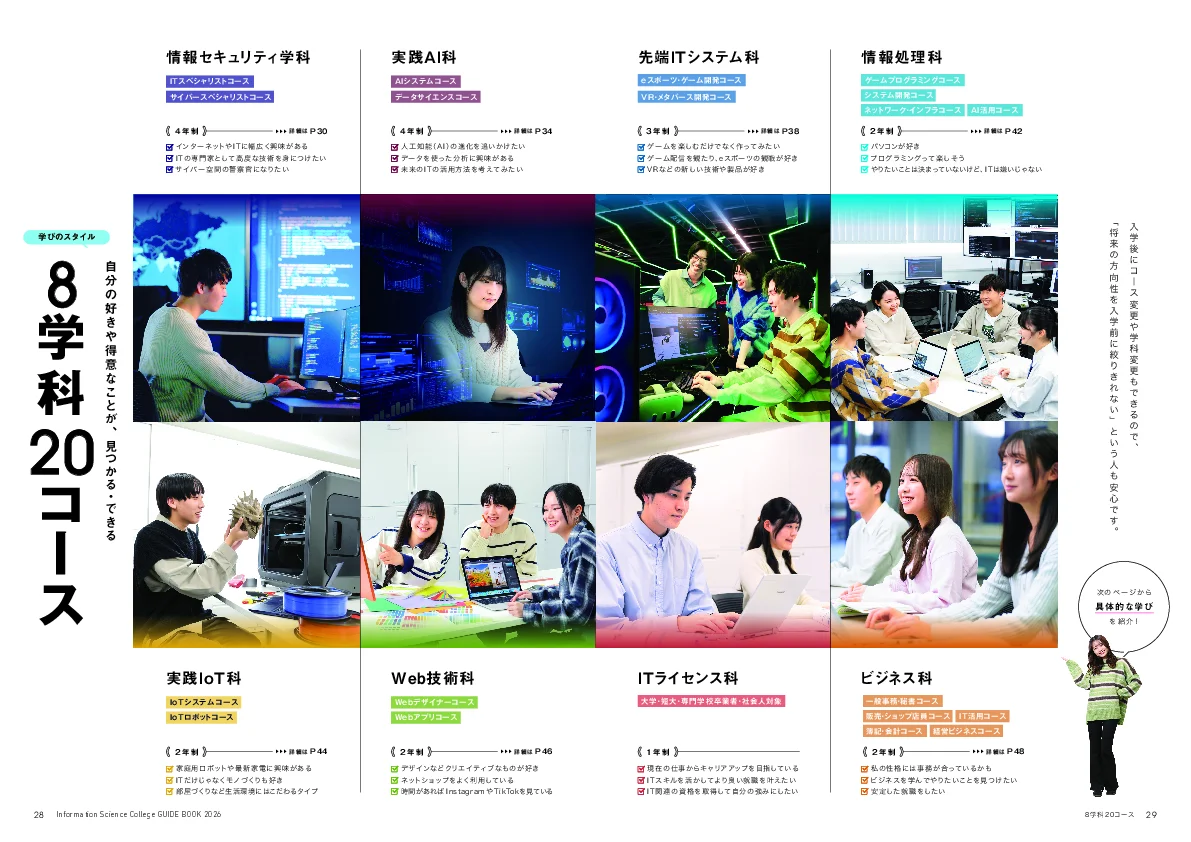 学びのスタイル
8学科20コース
自分の好きや得意なことが、見つかる・できる
情報セキュリティ学科
ITスペシャリストコース
サイバースペシャリストコース
4年制 詳細は P30
インターネットやITに幅広く興味がある
ITの専門家として高度な技術を身につけたい
サイバー空間の警察官になりたい
実践AI科
AIシステムコース
データサイエンスコース
4年制 詳細は P34
人工知能(AI)の進化を追いかけたい
データを使った分析に興味がある
未来のITの活用方法を考えてみたい
先端ITシステム科
eスポーツ・ゲーム開発コース
VR・メタバース開発コース
3年制 詳細は P38
ゲームを楽しむだけでなく作ってみたい
ゲーム配信を観たり、eスポーツの観戦が好き
VRなどの新しい技術や製品が好き
情報処理科
ゲームプログラミングコース
システム開発コース
ネットワーク・インフラコース AI活用コース
2年制 詳細は P42
パソコンが好き
プログラミングって楽しそう
やりたいことは決まっていないけど、ITは嫌いじゃない
入学後にコース変更や学科変更もできるので、
「将来の方向性を入学前に絞りきれない」という人も安心です。
実践IoT科
IoTシステムコース
IoTロボットコース
2年制 詳細は P44
家庭用ロボットや最新家電に興味がある
ITだけじゃなくモノづくりも好き
部屋づくりなど生活環境にはこだわるタイプ
Web技術科
Webデザイナーコース
Webアプリコース
2年制 詳細は P46
デザインなどクリエイティブなものが好き
ネットショップをよく利用している
時間があればInstagramやTikTokを見ている
ITライセンス科
大学・短大・専門学校卒業者・社会人対象
1年制
現在の仕事からキャリアアップを目指している
ITスキルを活かしてより良い就職を叶えたい
IT関連の資格を取得して自分の強みにしたい
ビジネス科
一般事務・秘書コース
販売・ショップ店員コース IT活用コース
簿記・会計コース 経営ビジネスコース
2年制 詳細は P48
私の性格には事務が合っているかも
ビジネスを学んでやりたいことを見つけたい
安定した就職をしたい
次のページから
具体的な学び
を紹介!
28 Information Science College GUIDE BOOK 2026
8学科20コース 29